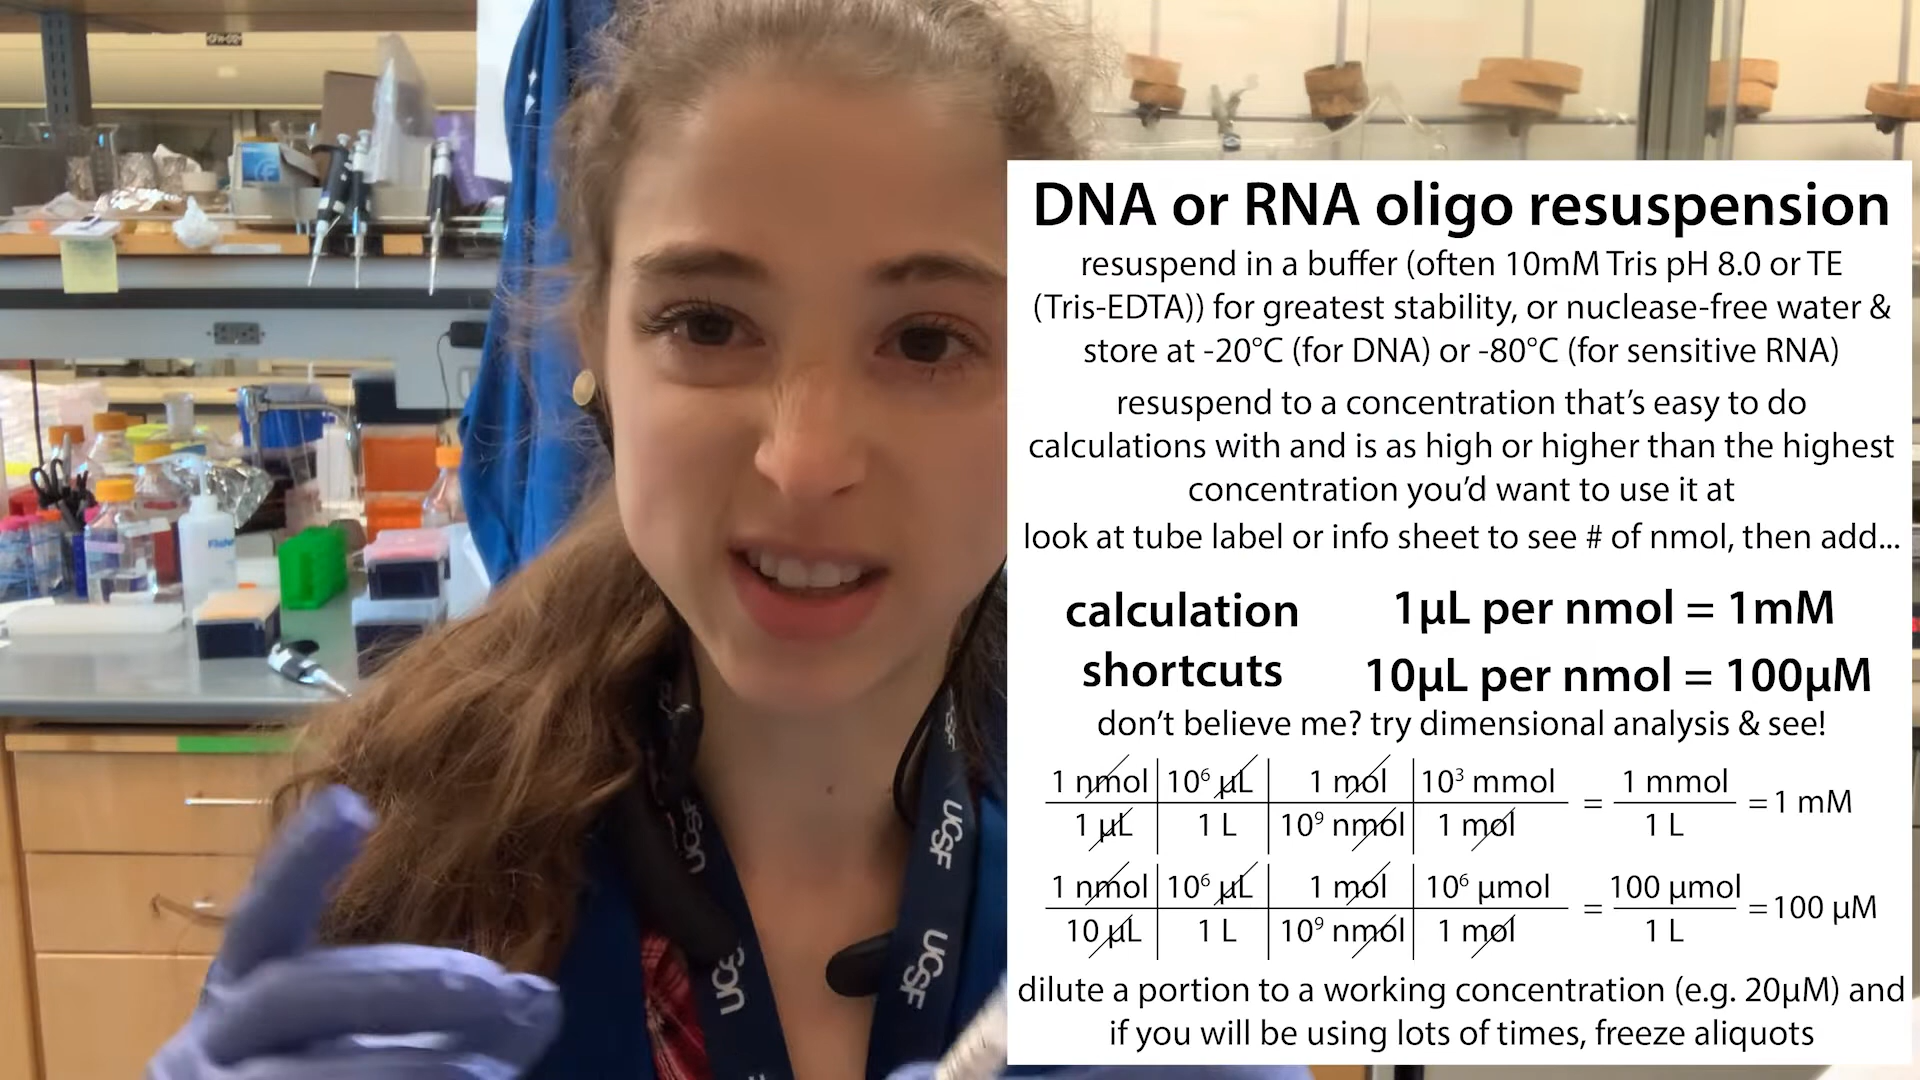 DNA or RNA oligo resuspension
resuspend in a buffer (often 10mM Tris pH 8.0 or TE
(Tris-EDTA)) for greatest stability, or nuclease-free water &
store at -20°C (for DNA) or -80°C (for sensitive RNA)
resuspend to a concentration that's easy to do
calculations with and is as high or higher than the highest
concentration you'd want to use it at
look at tube label or info sheet to see # of nmol, then add...
calculation
shortcuts
1μL per nmol = 1mM
10μL per nmol = 100μM
don't believe me? try dimensional analysis & see!
1 nmol 10⁶ μL 1 mol 10³ mmol = 1 mmol = 1 mM
1 μL 1 L 10⁹ nmol 1 mol 1 L
1 nmol 10⁶ μL 1 mol 10⁶ μmol = 100 μmol = 100 μM
10 μL 1 L 10⁹ nmol 1 mol 1 L
dilute a portion to a working concentration (e.g. 20μM) and
if you will be using lots of times, freeze aliquots
UCSF
UCSF
UCSF
UCSF